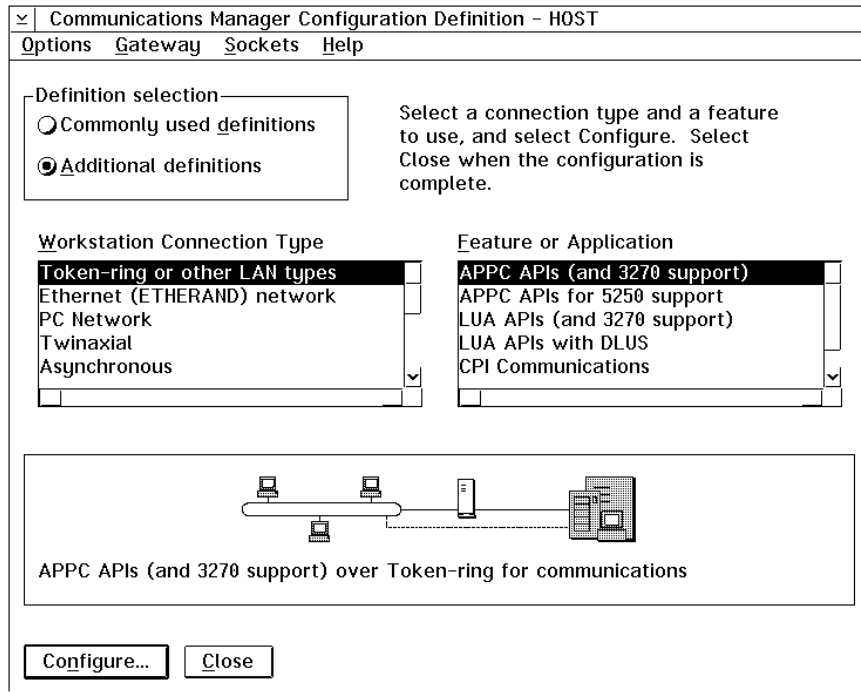 Communications Manager Configuration Definition - HOST
Options Gateway Sockets Help
Definition selection
Commonly used definitions
Additional definitions
Select a connection type and a feature
to use, and select Configure. Select
Close when the configuration is
complete.
Workstation Connection Type
Token-ring or other LAN types
Ethernet (ETHERAND) network
PC Network
Twinaxial
Asynchronous
Feature or Application
APPC APIs (and 3270 support)
APPC APIs for 5250 support
LUA APIs (and 3270 support)
LUA APIs with DLUS
CPI Communications
APPC APIs (and 3270 support) over Token-ring for communications
Configure... Close